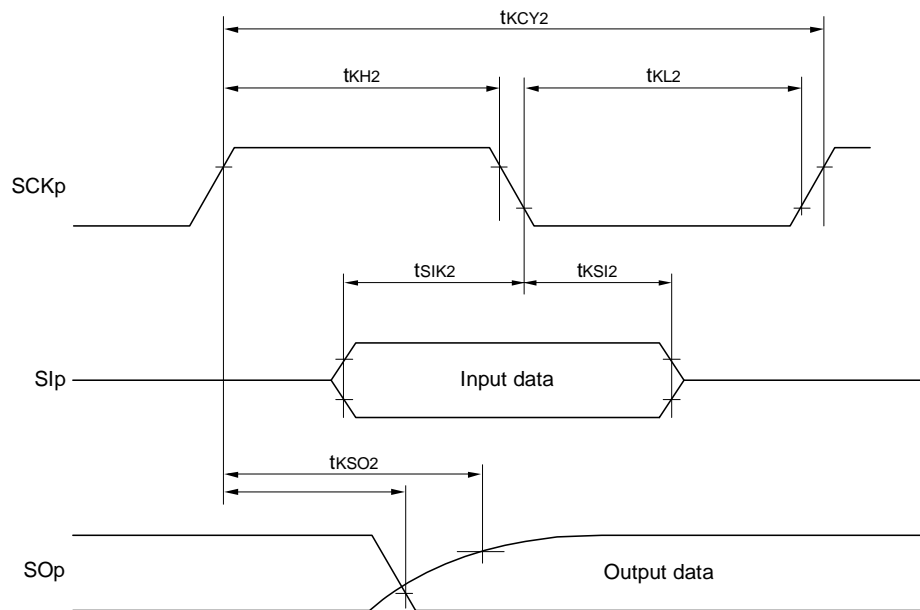 tKCY2
tKH2
tKL2
SCKp
tSIK2
tKSI2
SIp
Input data
tKSO2
SOp
Output data